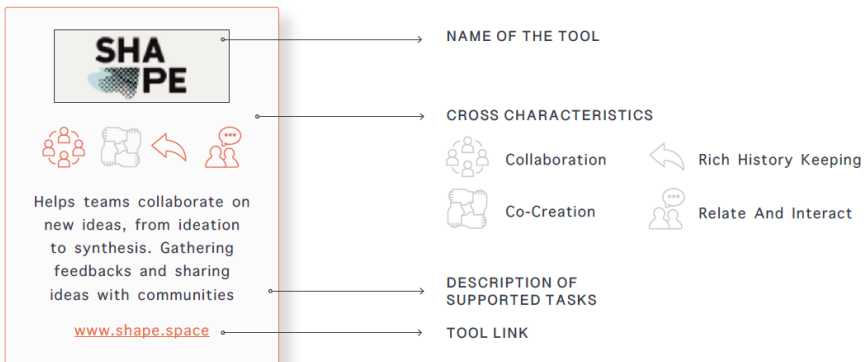 SHA
PE
Helps teams collaborate on
new ideas, from ideation
to synthesis. Gathering
feedbacks and sharing
ideas with communities
www.shape.space
NAME OF THE TOOL
CROSS CHARACTERISTICS
Collaboration
Rich History Keeping
Co-Creation
Relate And Interact
DESCRIPTION OF
SUPPORTED TASKS
TOOL LINK